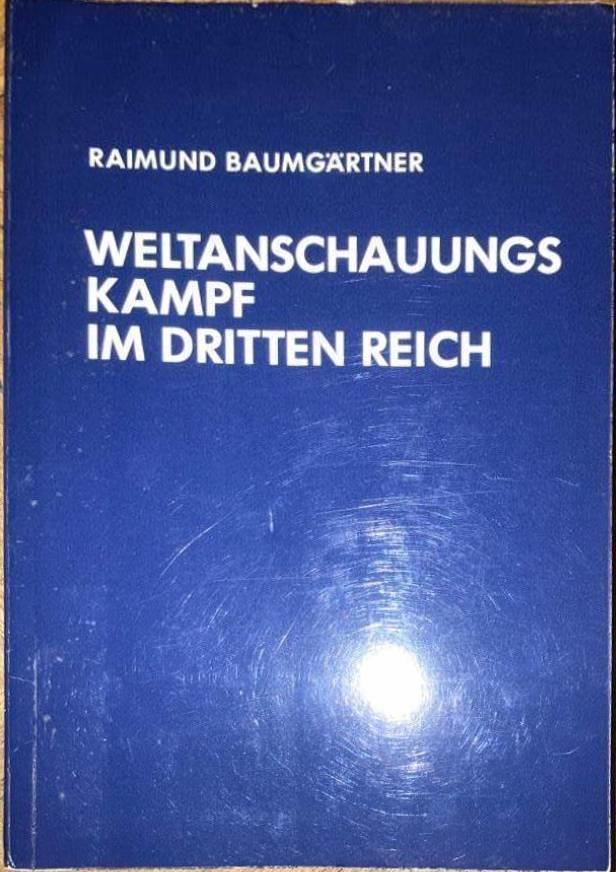 RAIMUND BAUMGÄRTNER
WELTANSCHAUUNGS
KAMPF
IM DRITTEN REICH